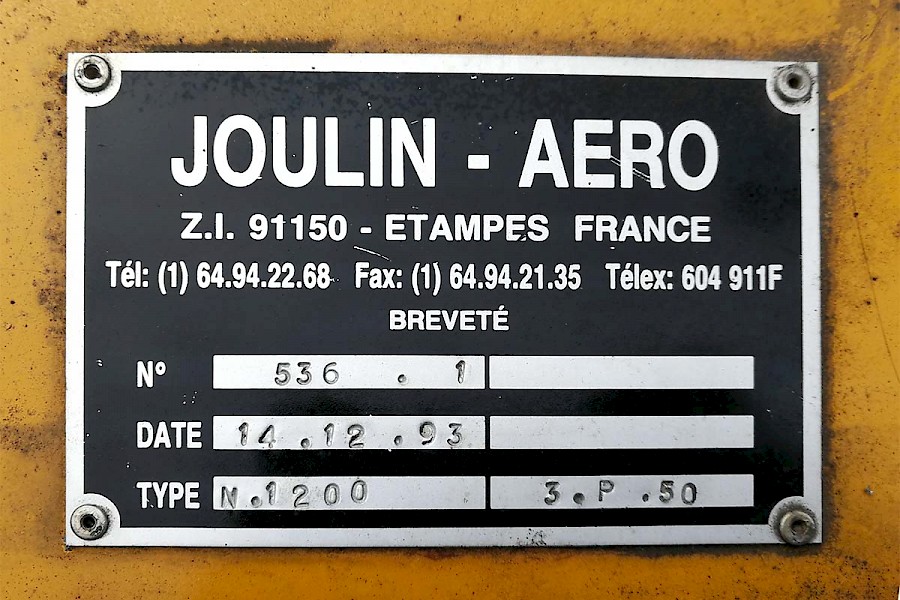 JOULIN - AERO
Z.I. 91150 - ETAMPES FRANCE
Tél: (1) 64.94.22.68 Fax: (1) 64.94.21.35 Télex: 604 911F
BREVETÉ
N° 536 . 1
DATE 14.12.93
TYPE N.1200 3.P.50